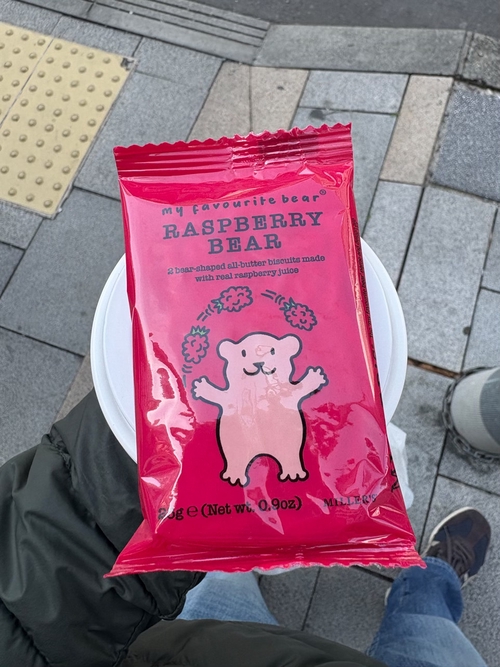 my favourite bear®
RASPBERRY
BEAR
2 bear-shaped all-butter biscuits made
with real raspberry juice
g ℮ (Net wt. 0.9oz)
MILLER'S